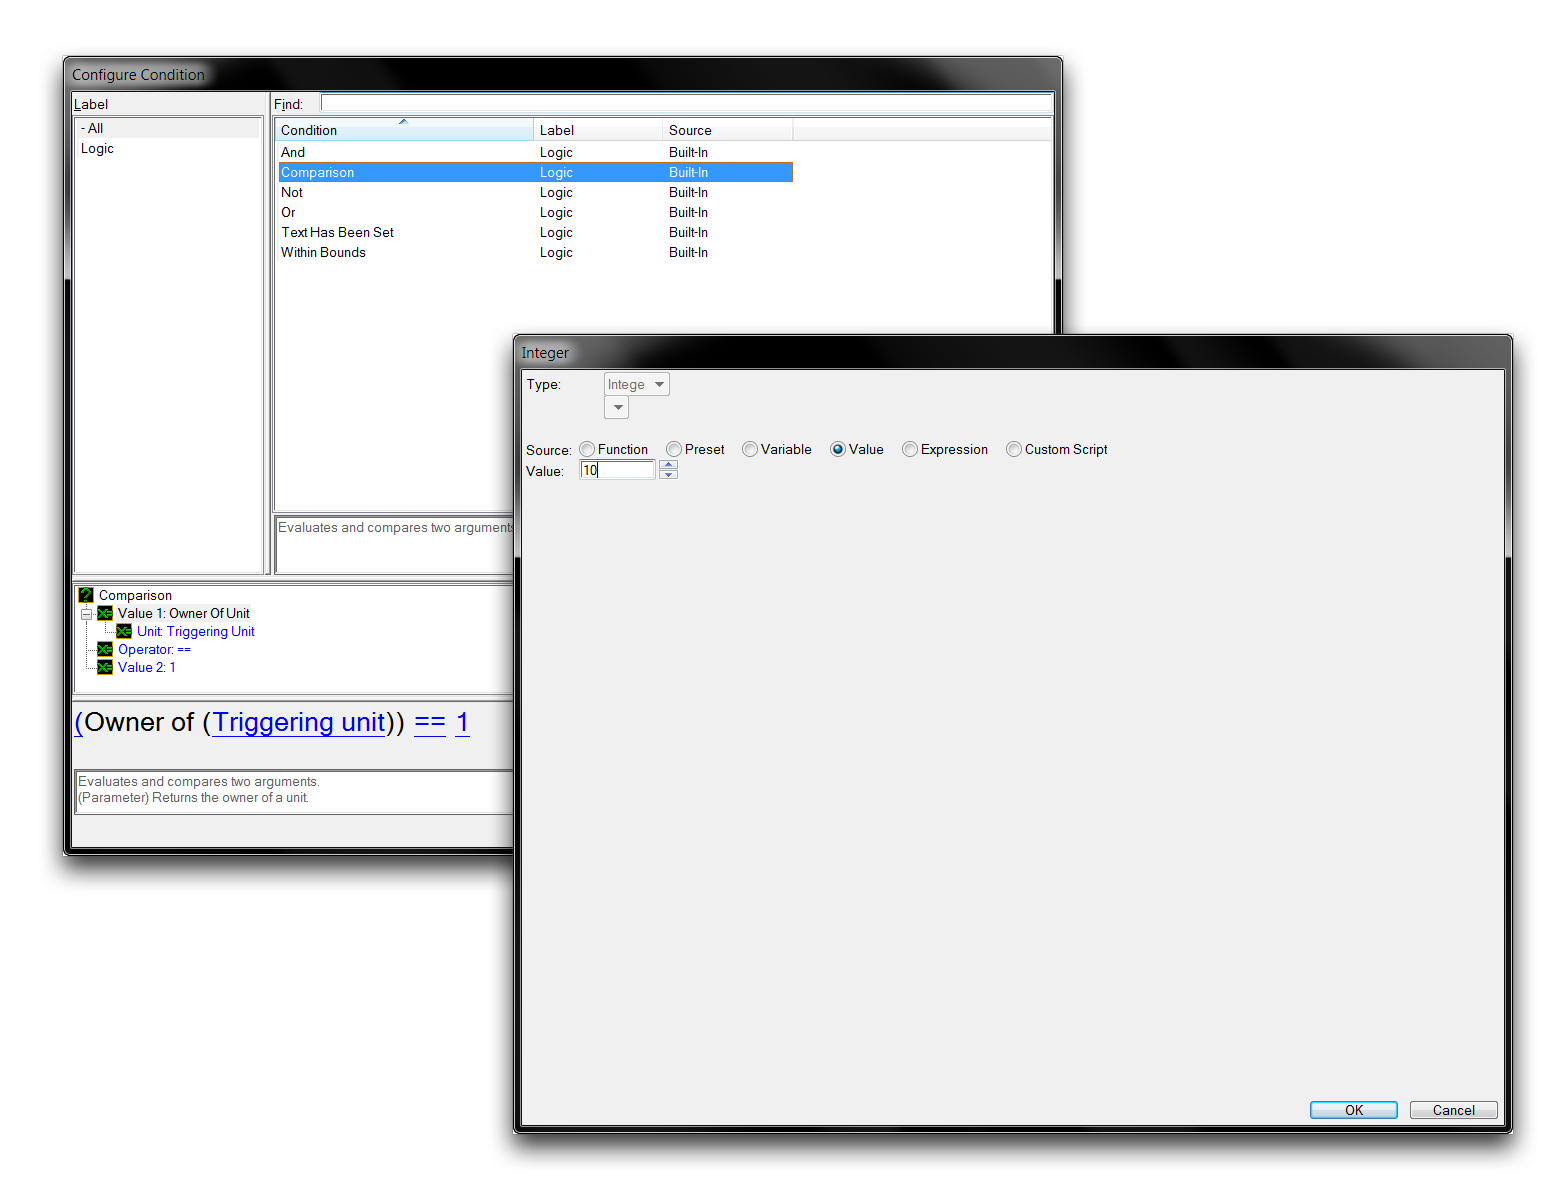 Configure Condition
Label
Find:
- All
Logic
Condition Label Source
And Logic Built-In
Comparison Logic Built-In
Not Logic Built-In
Or Logic Built-In
Text Has Been Set Logic Built-In
Within Bounds Logic Built-In
Evaluates and compares two arguments
Comparison
Value 1: Owner Of Unit
Unit: Triggering Unit
Operator: ==
Value 2: 1
(Owner of (Triggering unit)) == 1
Evaluates and compares two arguments.
(Parameter) Returns the owner of a unit.
Integer
Type: Intege
Source: Function Preset Variable Value Expression Custom Script
Value: 10
OK Cancel